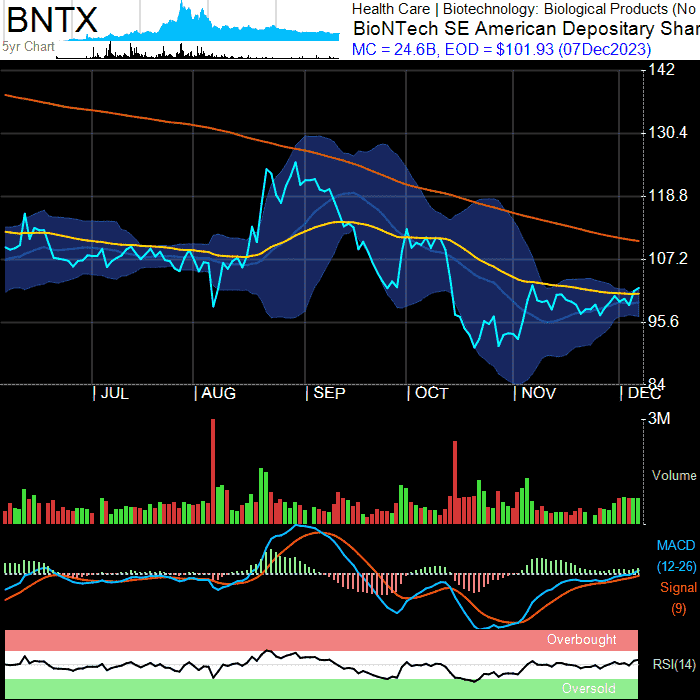 BNTX
5yr Chart
Health Care | Biotechnology: Biological Products (No
BioNTech SE American Depositary Shar
MC = 24.6B, EOD = $101.93 (07Dec2023)
142
130.4
118.8
107.2
95.6
84
JUL AUG SEP OCT NOV DEC
3M
Volume
MACD
(12-26)
Signal
(9)
Overbought
RSI(14)
Oversold